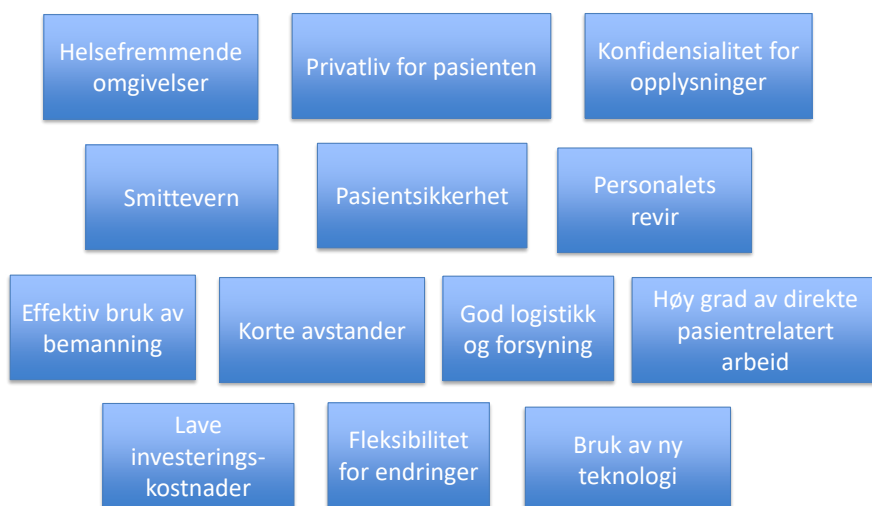 Helsefremmende
omgivelser
Privatliv for pasienten
Konfidensialitet for
opplysninger
Smittevern
Pasientsikkerhet
Personalets
revir
Effektiv bruk av
bemanning
Korte avstander
God logistikk
og forsyning
Høy grad av direkte
pasientrelatert
arbeid
Lave
investerings-
kostnader
Fleksibilitet
for endringer
Bruk av ny
teknologi